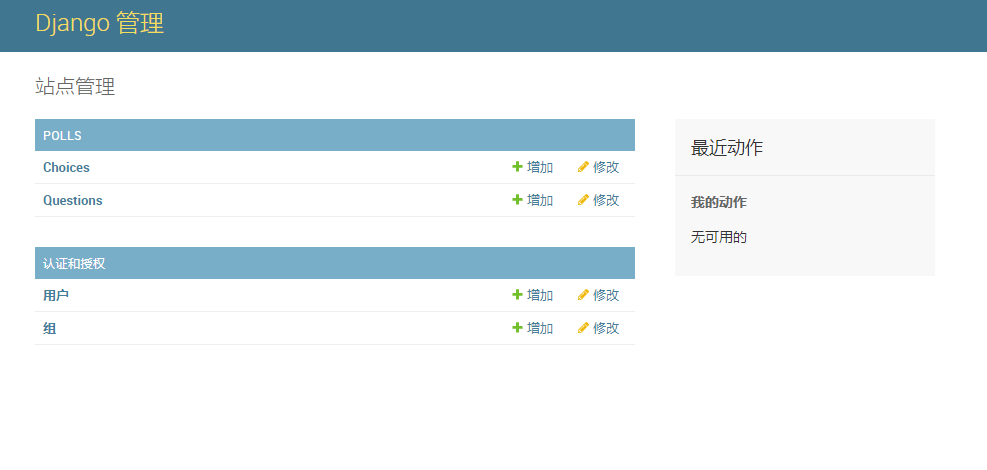 Django 管理
站点管理
POLLS
Choices 增加 修改
Questions 增加 修改
认证和授权
用户 增加 修改
组 增加 修改
最近动作
我的动作
无可用的